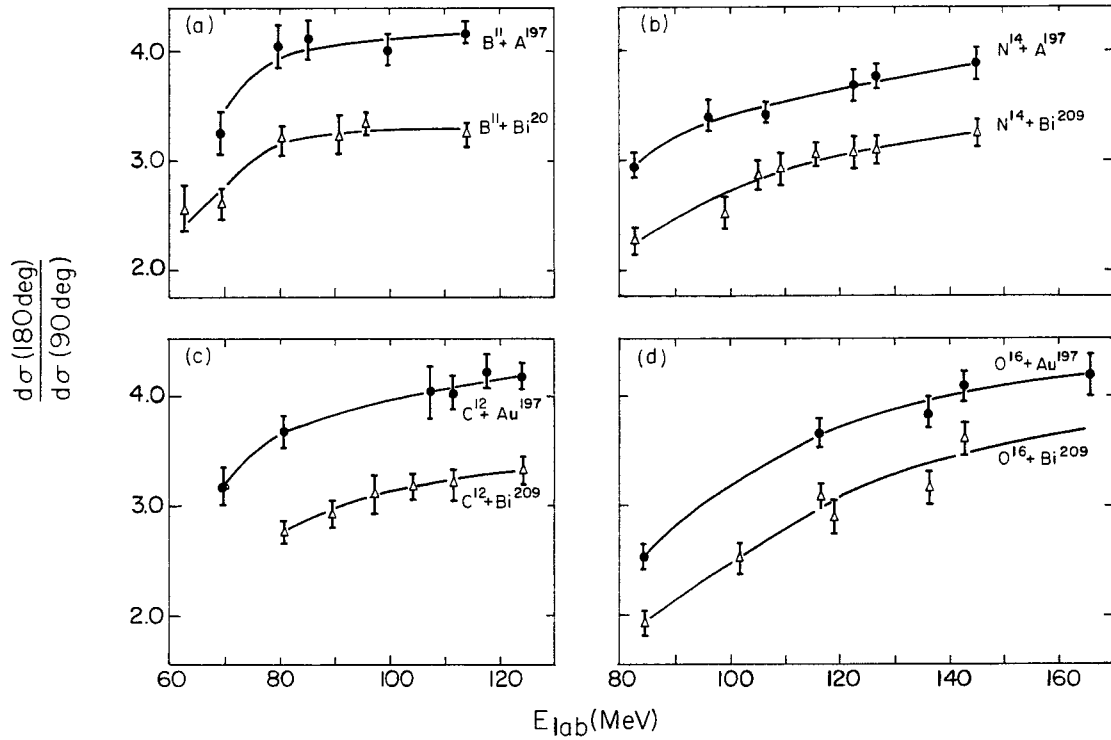 (a)
B¹¹ + A¹⁹⁷
B¹¹ + Bi²⁰
4.0
3.0
2.0
(b)
N¹⁴ + A¹⁹⁷
N¹⁴ + Bi²⁰⁹
dσ (180 deg)
dσ (90 deg)
(c)
C¹² + Au¹⁹⁷
C¹² + Bi²⁰⁹
4.0
3.0
2.0
60 80 100 120
(d)
O¹⁶ + Au¹⁹⁷
O¹⁶ + Bi²⁰⁹
80 100 120 140 160
E lab (MeV)